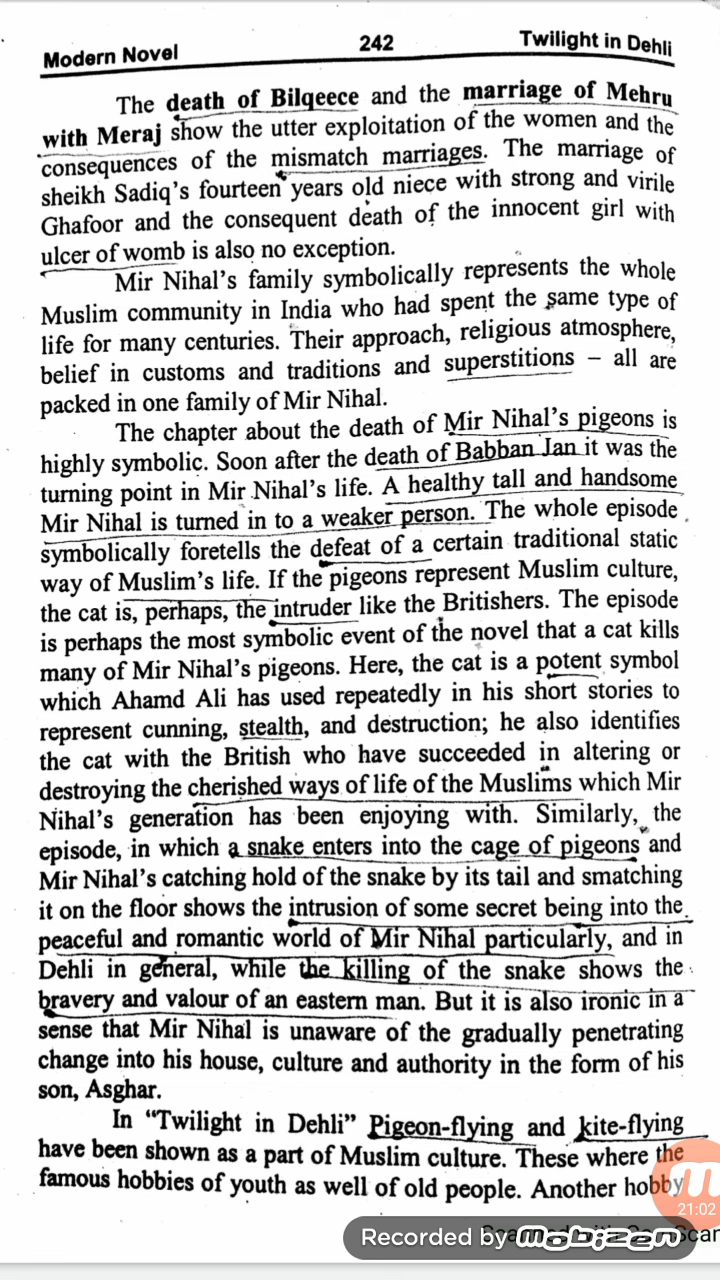 Modern Novel 242 Twilight in Dehli
The death of Bilqeece and the marriage of Mehru
with Meraj show the utter exploitation of the women and the
consequences of the mismatch marriages. The marriage of
sheikh Sadiq's fourteen years old niece with strong and virile
Ghafoor and the consequent death of the innocent girl with
ulcer of womb is also no exception.
Mir Nihal's family symbolically represents the whole
Muslim community in India who had spent the same type of
life for many centuries. Their approach, religious atmosphere,
belief in customs and traditions and superstitions – all are
packed in one family of Mir Nihal.
The chapter about the death of Mir Nihal's pigeons is
highly symbolic. Soon after the death of Babban Jan it was the
turning point in Mir Nihal's life. A healthy tall and handsome
Mir Nihal is turned in to a weaker person. The whole episode
symbolically foretells the defeat of a certain traditional static
way of Muslim's life. If the pigeons represent Muslim culture,
the cat is, perhaps, the intruder like the Britishers. The episode
is perhaps the most symbolic event of the novel that a cat kills
many of Mir Nihal's pigeons. Here, the cat is a potent symbol
which Ahamd Ali has used repeatedly in his short stories to
represent cunning, stealth, and destruction; he also identifies
the cat with the British who have succeeded in altering or
destroying the cherished ways of life of the Muslims which Mir
Nihal's generation has been enjoying with. Similarly, the
episode, in which a snake enters into the cage of pigeons and
Mir Nihal's catching hold of the snake by its tail and smatching
it on the floor shows the intrusion of some secret being into the
peaceful and romantic world of Mir Nihal particularly, and in
Dehli in general, while the killing of the snake shows the
bravery and valour of an eastern man. But it is also ironic in a
sense that Mir Nihal is unaware of the gradually penetrating
change into his house, culture and authority in the form of his
son, Asghar.
In "Twilight in Dehli" Pigeon-flying and kite-flying
have been shown as a part of Muslim culture. These where the
famous hobbies of youth as well of old people. Another hobby
21:02
Recorded by mobizen